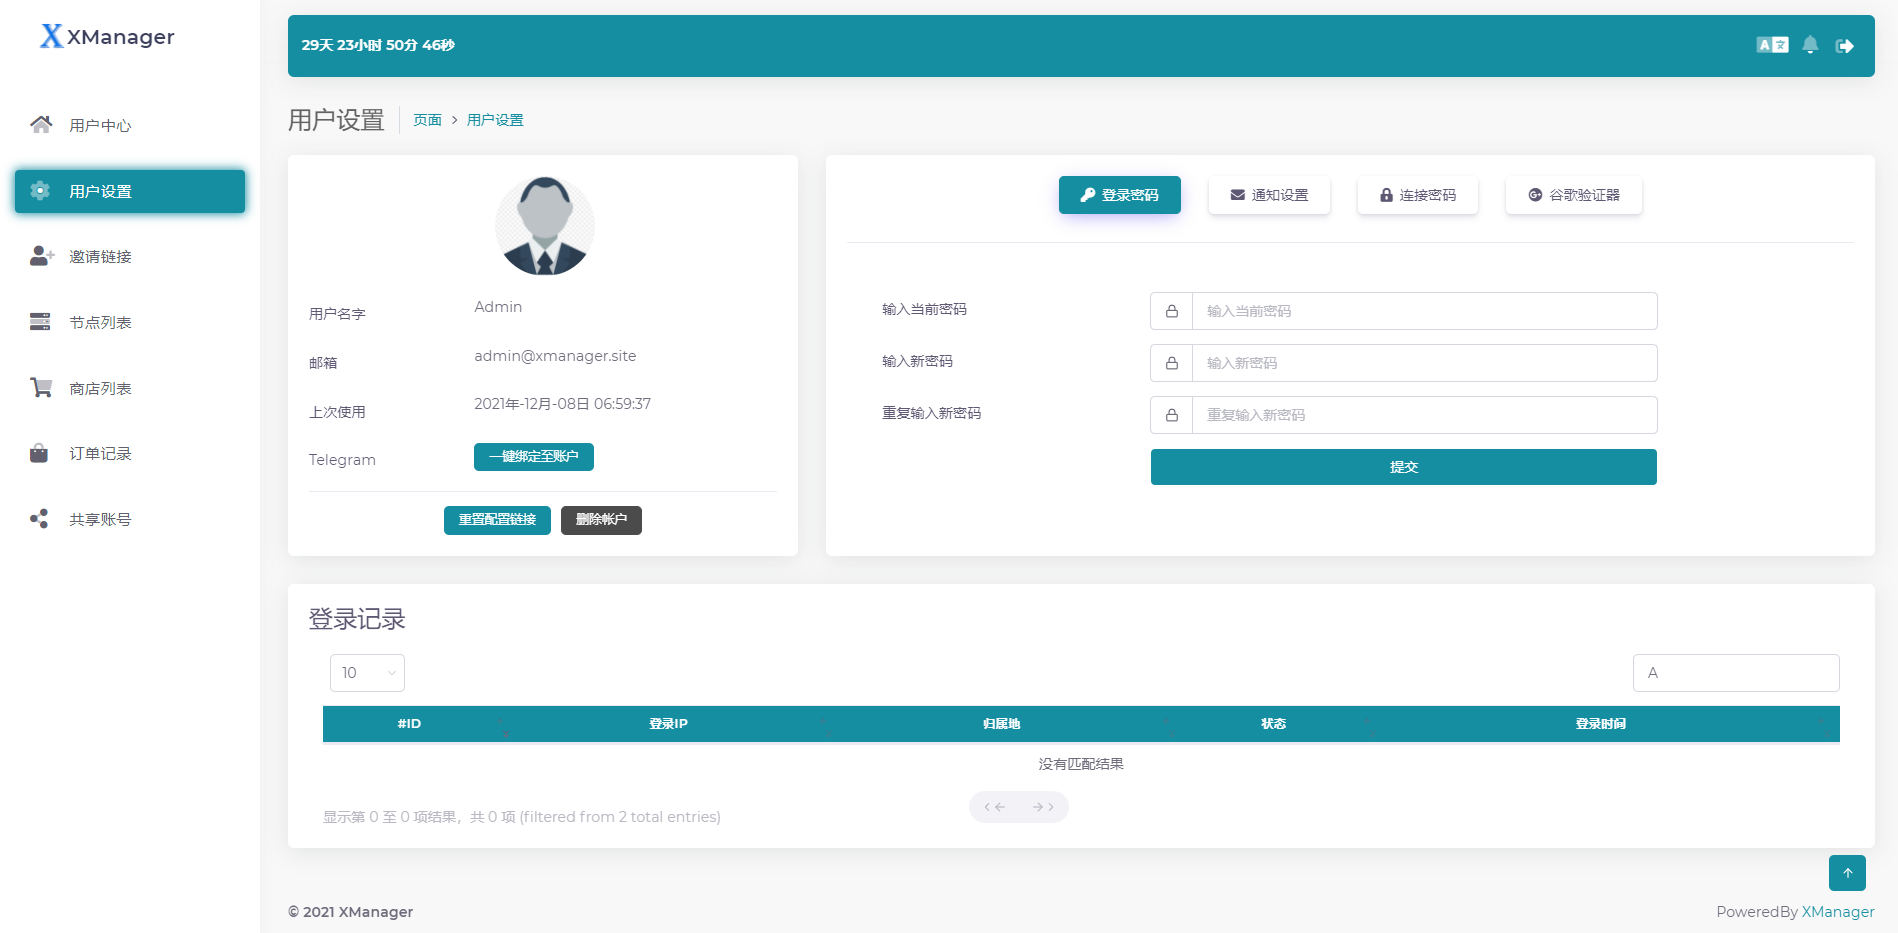 XManager
29天 23小时 50分 46秒
用户中心
用户设置
邀请链接
节点列表
商店列表
订单记录
共享账号
用户设置
页面 > 用户设置
用户名字 Admin
邮箱 admin@xmanager.site
上次使用 2021年-12月-08日 06:59:37
Telegram 一键绑定至账户
重置配置链接 删除帐户
登录密码 通知设置 连接密码 谷歌验证器
输入当前密码 输入当前密码
输入新密码 输入新密码
重复输入新密码 重复输入新密码
提交
登录记录
10 A
#ID 登录IP 归属地 状态 登录时间
没有匹配结果
显示第 0 至 0 项结果，共 0 项 (filtered from 2 total entries)
© 2021 XManager
PoweredBy XManager